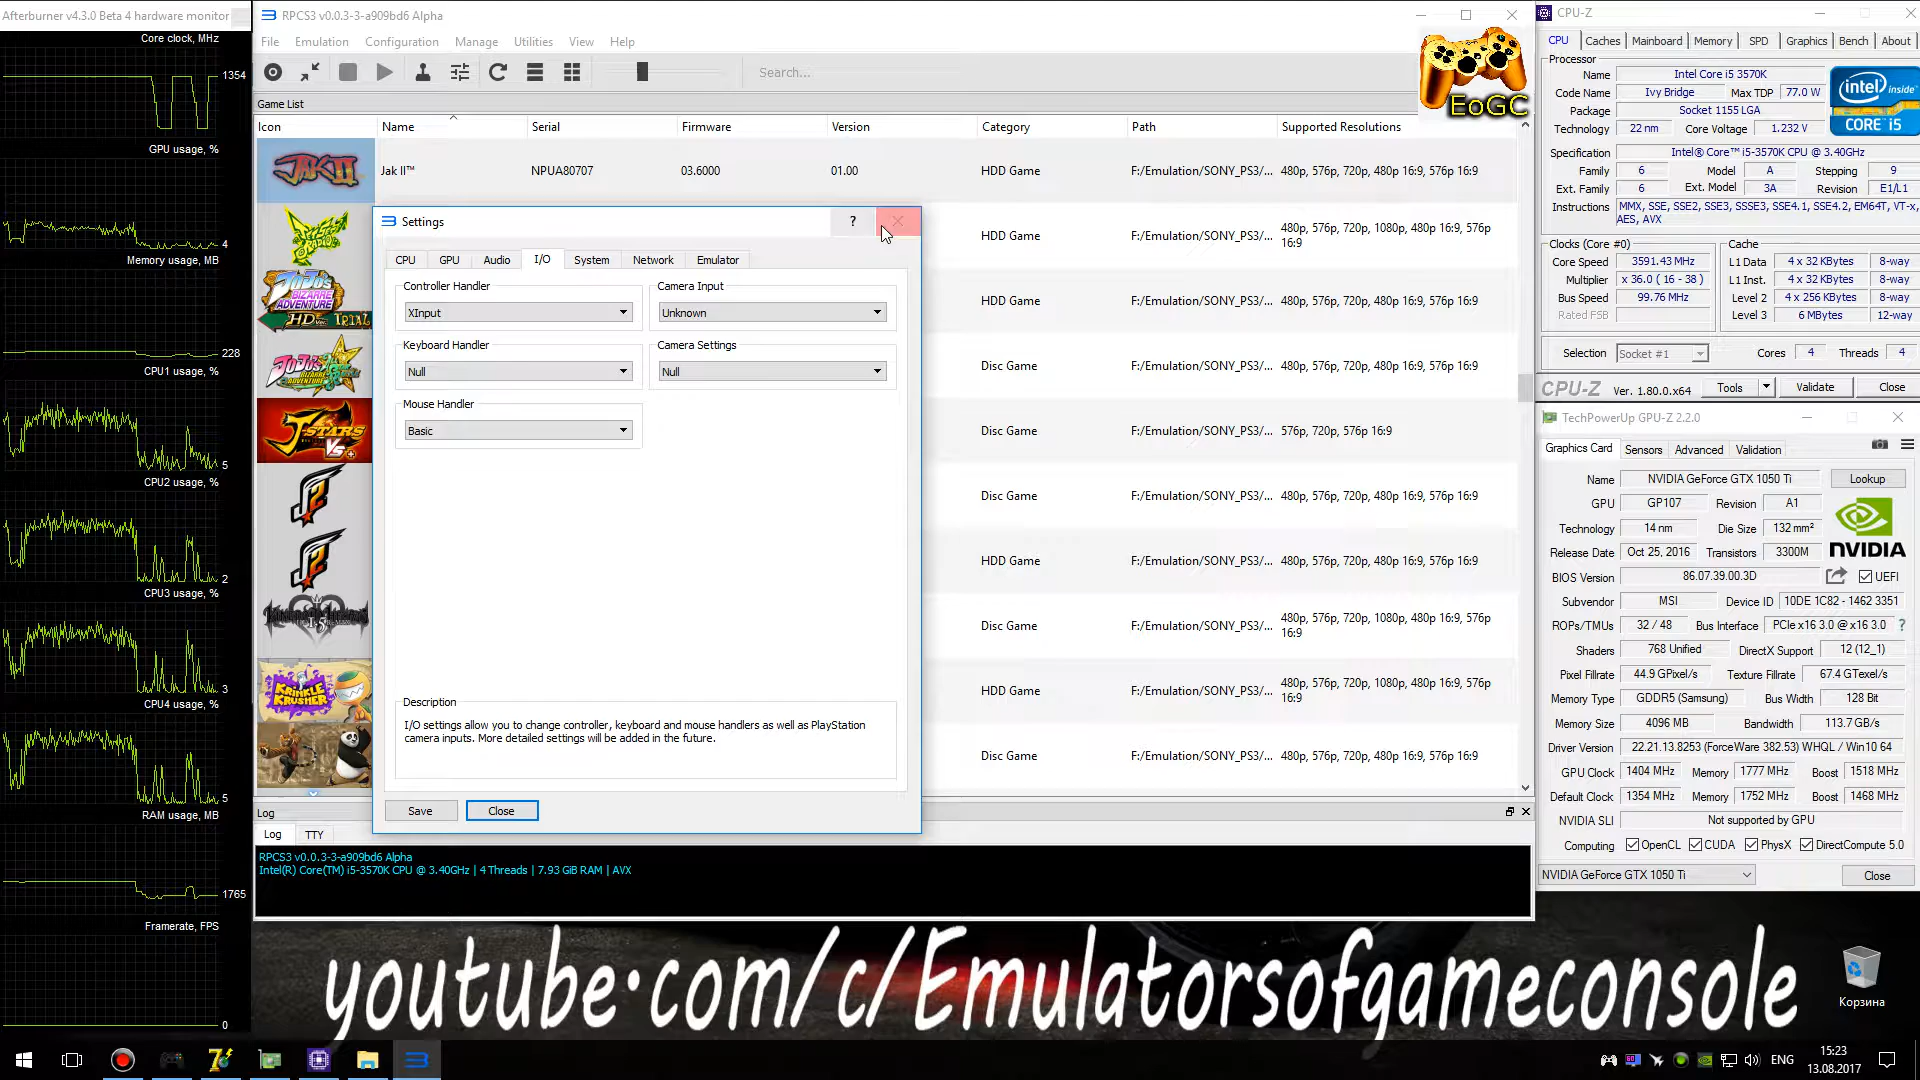 Afterburner v4.3.0 Beta 4 hardware monitor
Core clock, MHz
1354
GPU usage, %
4
Memory usage, MB
228
CPU1 usage, %
5
CPU2 usage, %
2
CPU3 usage, %
3
CPU4 usage, %
5
RAM usage, MB
1765
Framerate, FPS
0
RPCS3 v0.0.3-3-a909bd6 Alpha
File Emulation Configuration Manage Utilities View Help
Search...
EoGC
Game List
Icon Name Serial Firmware Version Category Path Supported Resolutions
JAK II Jak II™ NPUA80707 03.6000 01.00 HDD Game F:/Emulation/SONY_PS3/... 480p, 576p, 720p, 480p 16:9, 576p 16:9
HDD Game F:/Emulation/SONY_PS3/... 480p, 576p, 720p, 1080p, 480p 16:9, 576p
16:9
HDD Game F:/Emulation/SONY_PS3/... 480p, 576p, 720p, 480p 16:9, 576p 16:9
Disc Game F:/Emulation/SONY_PS3/... 480p, 576p, 720p, 480p 16:9, 576p 16:9
Disc Game F:/Emulation/SONY_PS3/... 576p, 720p, 576p 16:9
Disc Game F:/Emulation/SONY_PS3/... 480p, 576p, 720p, 480p 16:9, 576p 16:9
HDD Game F:/Emulation/SONY_PS3/... 480p, 576p, 720p, 480p 16:9, 576p 16:9
Disc Game F:/Emulation/SONY_PS3/... 480p, 576p, 720p, 1080p, 480p 16:9, 576p
16:9
HDD Game F:/Emulation/SONY_PS3/... 480p, 576p, 720p, 1080p, 480p 16:9, 576p
16:9
Disc Game F:/Emulation/SONY_PS3/... 480p, 576p, 720p, 480p 16:9, 576p 16:9
JOJO'S
BIZARRE
ADVENTURE
HD Ver. TRIAL
JOJO'S
BIZARRE
ADVENTURE
J-STARS
VS+
KRINKLE
KRUSHER
Settings
?
CPU GPU Audio I/O System Network Emulator
Controller Handler
XInput
Camera Input
Unknown
Keyboard Handler
Null
Camera Settings
Null
Mouse Handler
Basic
Description
I/O settings allow you to change controller, keyboard and mouse handlers as well as PlayStation
camera inputs. More detailed settings will be added in the future.
Save Close
Log
Log TTY
RPCS3 v0.0.3-3-a909bd6 Alpha
Intel(R) Core(TM) i5-3570K CPU @ 3.40GHz | 4 Threads | 7.93 GiB RAM | AVX
CPU-Z
CPU Caches Mainboard Memory SPD Graphics Bench About
Processor
Name Intel Core i5 3570K
Code Name Ivy Bridge Max TDP 77.0 W
Package Socket 1155 LGA
Technology 22 nm Core Voltage 1.232 V
intel inside™
CORE i5
Specification Intel® Core™ i5-3570K CPU @ 3.40GHz
Family 6 Model A Stepping 9
Ext. Family 6 Ext. Model 3A Revision E1/L1
Instructions MMX, SSE, SSE2, SSE3, SSSE3, SSE4.1, SSE4.2, EM64T, VT-x,
AES, AVX
Clocks (Core #0)
Core Speed 3591.43 MHz
Multiplier x 36.0 ( 16 - 38 )
Bus Speed 99.76 MHz
Rated FSB
Cache
L1 Data 4 x 32 KBytes 8-way
L1 Inst. 4 x 32 KBytes 8-way
Level 2 4 x 256 KBytes 8-way
Level 3 6 MBytes 12-way
Selection Socket #1 Cores 4 Threads 4
CPU-Z Ver. 1.80.0.x64 Tools Validate Close
TechPowerUp GPU-Z 2.2.0
Graphics Card Sensors Advanced Validation
Name NVIDIA GeForce GTX 1050 Ti Lookup
GPU GP107 Revision A1
Technology 14 nm Die Size 132 mm²
Release Date Oct 25, 2016 Transistors 3300M
NVIDIA
BIOS Version 86.07.39.00.3D UEFI
Subvendor MSI Device ID 10DE 1C82 - 1462 3351
ROPs/TMUs 32 / 48 Bus Interface PCIe x16 3.0 @ x16 3.0 ?
Shaders 768 Unified DirectX Support 12 (12_1)
Pixel Fillrate 44.9 GPixel/s Texture Fillrate 67.4 GTexel/s
Memory Type GDDR5 (Samsung) Bus Width 128 Bit
Memory Size 4096 MB Bandwidth 113.7 GB/s
Driver Version 22.21.13.8253 (ForceWare 382.53) WHQL / Win10 64
GPU Clock 1404 MHz Memory 1777 MHz Boost 1518 MHz
Default Clock 1354 MHz Memory 1752 MHz Boost 1468 MHz
NVIDIA SLI Not supported by GPU
Computing OpenCL CUDA PhysX DirectCompute 5.0
NVIDIA GeForce GTX 1050 Ti Close
youtube.com/c/Emulatorsofgameconsole
Корзина
ENG
15:23
13.08.2017